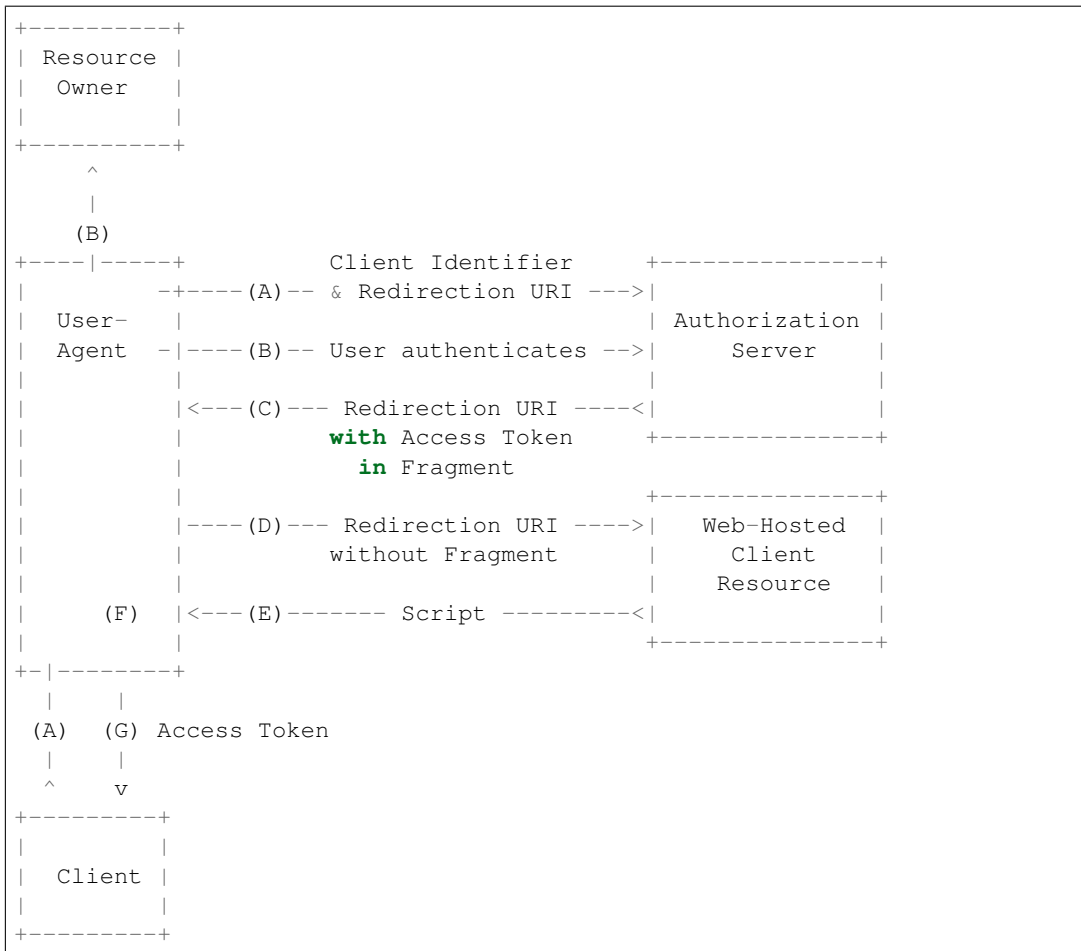 +----------+
| Resource |
|  Owner   |
|          |
+----------+
     ^
     |
    (B)
+----|-----+          Client Identifier     +---------------+
|         -+----(A)-- & Redirection URI --->|               |
|  User-   |                                | Authorization |
|  Agent  -|----(B)-- User authenticates -->|     Server    |
|          |                                |               |
|          |<---(C)--- Redirection URI ----<|               |
|          |          with Access Token     +---------------+
|          |            in Fragment
|          |                                +---------------+
|          |----(D)--- Redirection URI ---->|   Web-Hosted  |
|          |          without Fragment      |     Client    |
|          |                                |    Resource   |
|     (F)  |<---(E)------- Script ---------<|               |
|          |                                +---------------+
+-|--------+
  |    |
 (A)  (G) Access Token
  |    |
  ^    v
+---------+
|         |
|  Client |
|         |
+---------+